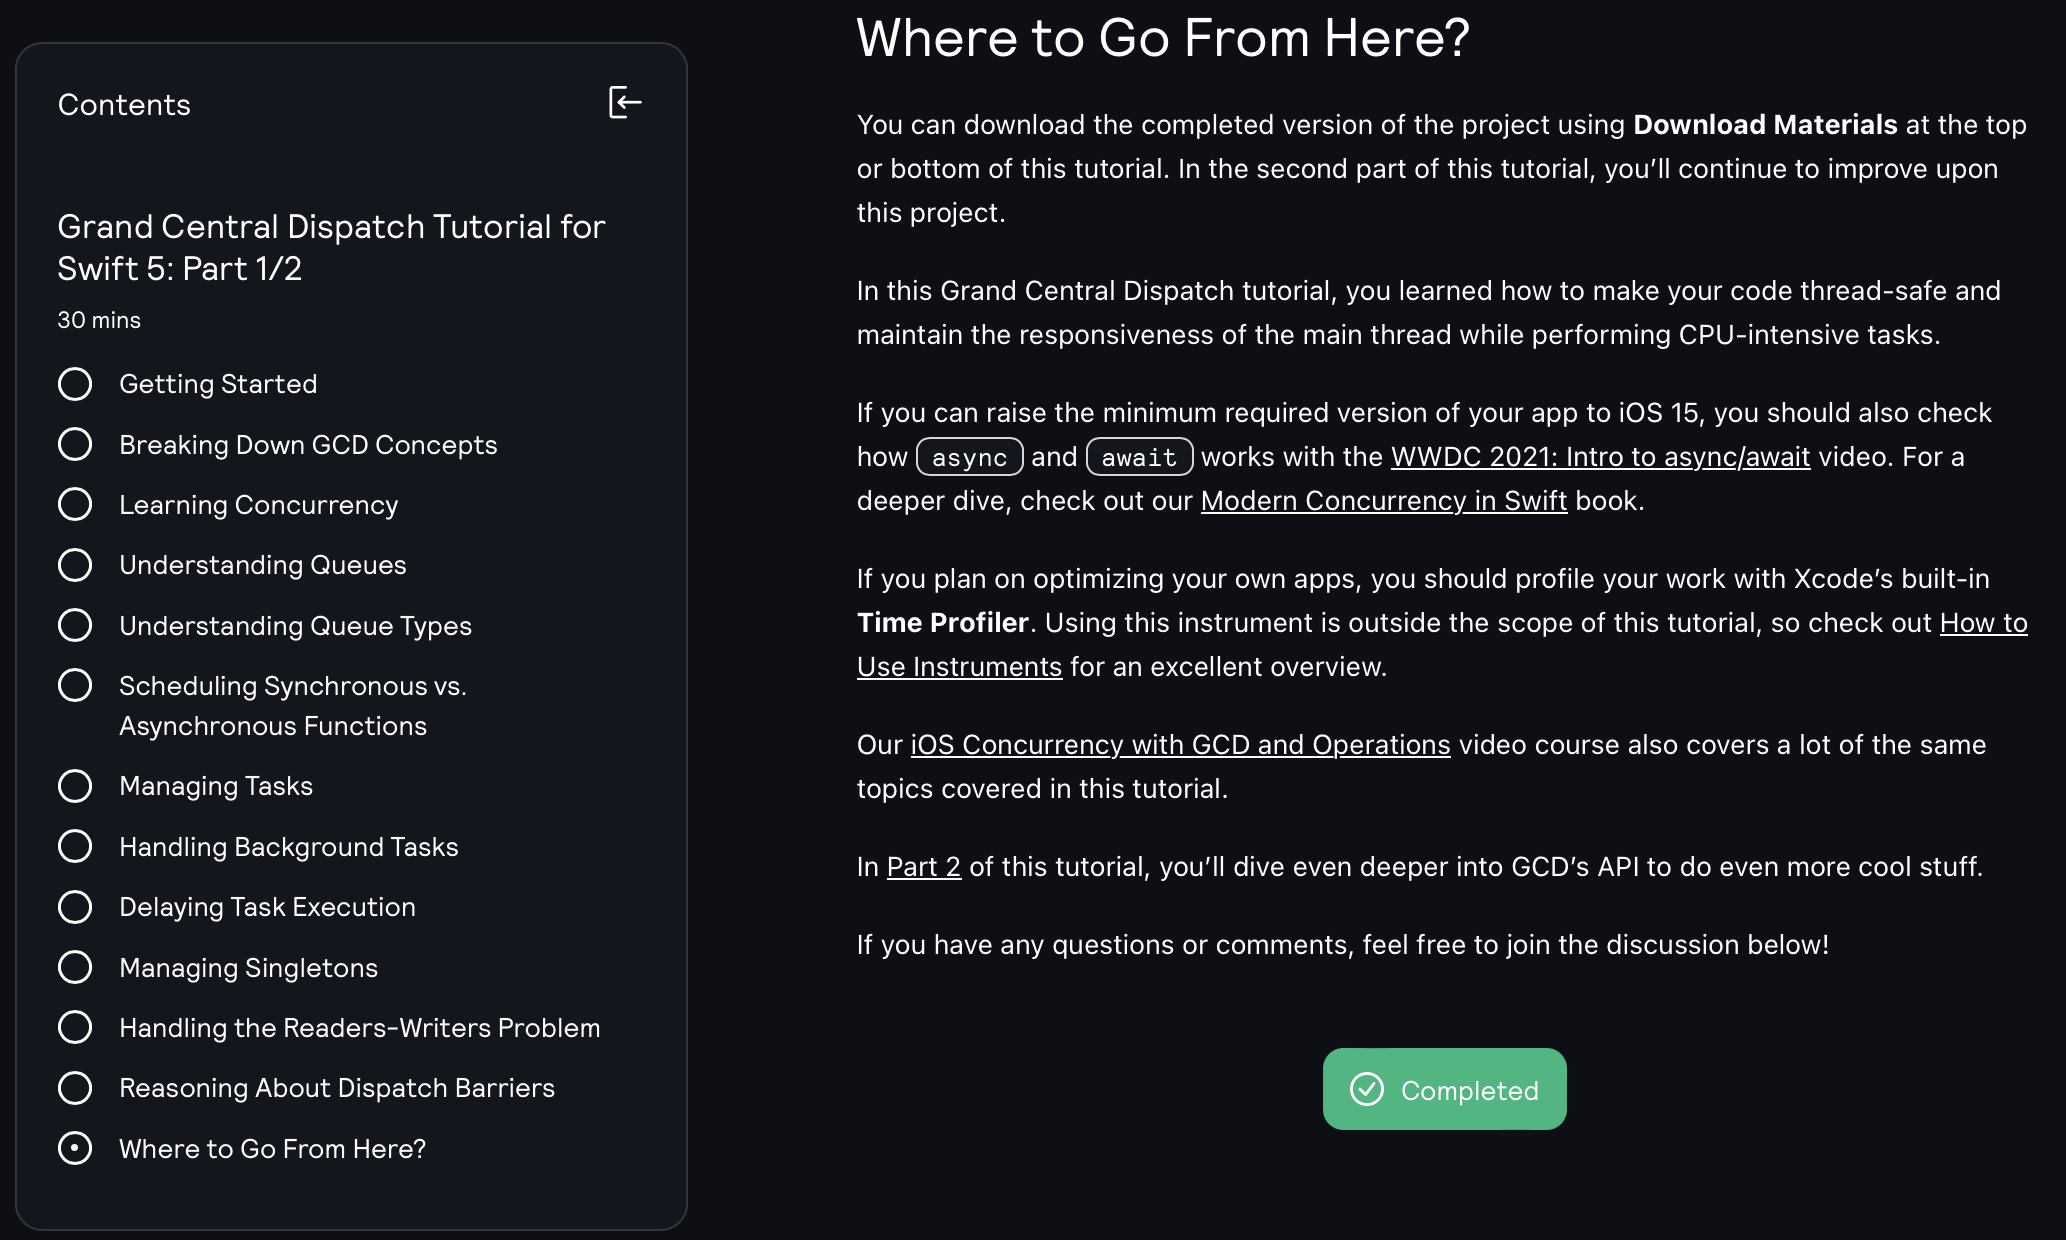 Contents
Grand Central Dispatch Tutorial for
Swift 5: Part 1/2
30 mins
Getting Started
Breaking Down GCD Concepts
Learning Concurrency
Understanding Queues
Understanding Queue Types
Scheduling Synchronous vs.
Asynchronous Functions
Managing Tasks
Handling Background Tasks
Delaying Task Execution
Managing Singletons
Handling the Readers-Writers Problem
Reasoning About Dispatch Barriers
Where to Go From Here?
Where to Go From Here?
You can download the completed version of the project using Download Materials at the top
or bottom of this tutorial. In the second part of this tutorial, you’ll continue to improve upon
this project.
In this Grand Central Dispatch tutorial, you learned how to make your code thread-safe and
maintain the responsiveness of the main thread while performing CPU-intensive tasks.
If you can raise the minimum required version of your app to iOS 15, you should also check
how async and await works with the WWDC 2021: Intro to async/await video. For a
deeper dive, check out our Modern Concurrency in Swift book.
If you plan on optimizing your own apps, you should profile your work with Xcode’s built-in
Time Profiler. Using this instrument is outside the scope of this tutorial, so check out How to
Use Instruments for an excellent overview.
Our iOS Concurrency with GCD and Operations video course also covers a lot of the same
topics covered in this tutorial.
In Part 2 of this tutorial, you’ll dive even deeper into GCD’s API to do even more cool stuff.
If you have any questions or comments, feel free to join the discussion below!
Completed